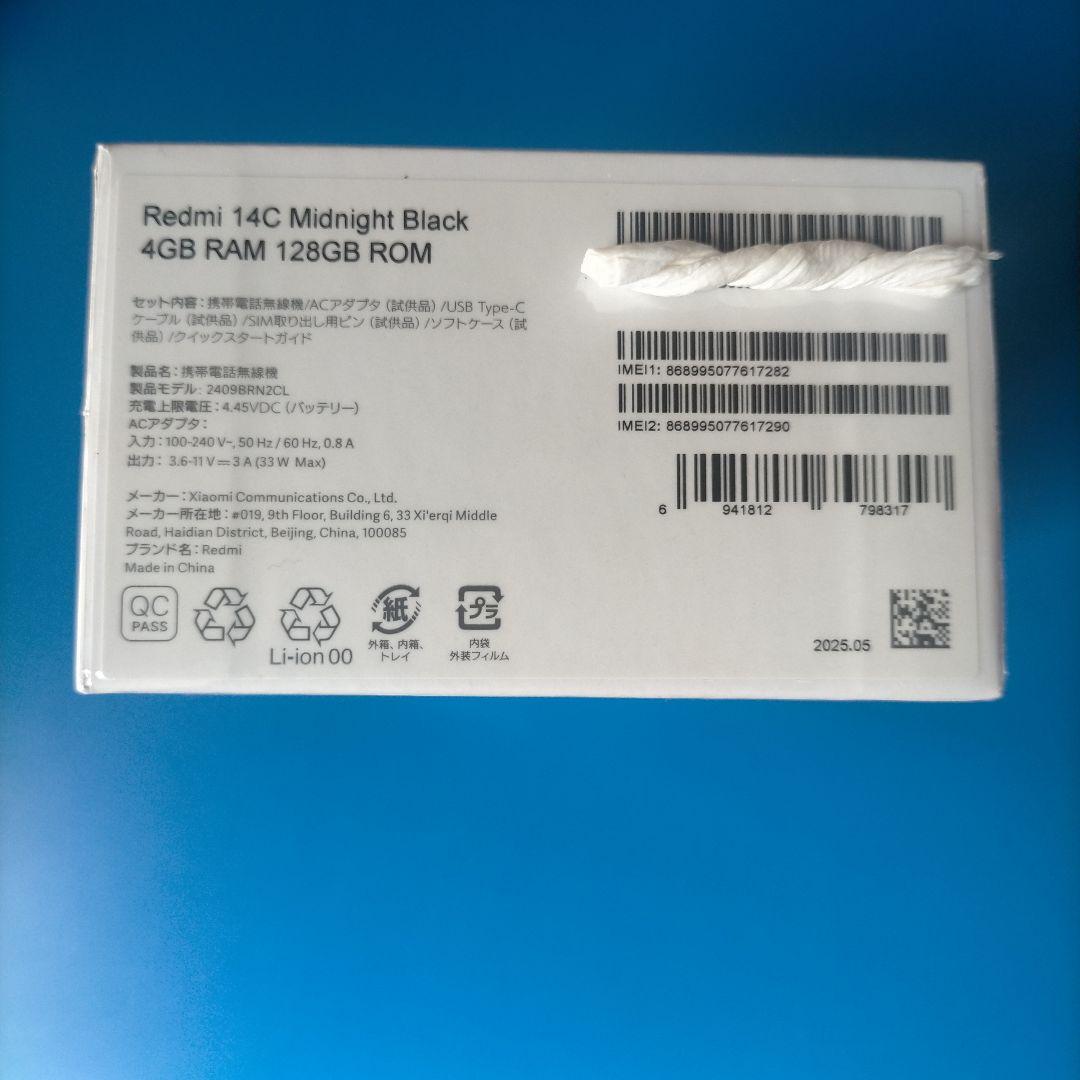 Redmi 14C Midnight Black
4GB RAM 128GB ROM
セット内容：携帯電話無線機/ACアダプタ（試供品）/USB Type-C
ケーブル（試供品）/SIM取り出し用ピン（試供品）/ソフトケース（試
供品）/クイックスタートガイド
製品名：携帯電話無線機
製品モデル: 2409BRN2CL
充電上限電圧：4.45VDC（バッテリー）
ACアダプタ：
入力：100-240 V~, 50 Hz / 60 Hz, 0.8 A
出力： 3.6-11 V⎓3 A (33 W Max)
メーカー：Xiaomi Communications Co., Ltd.
メーカー所在地：#019, 9th Floor, Building 6, 33 Xi'erqi Middle
Road, Haidian District, Beijing, China, 100085
ブランド名：Redmi
Made in China
QC
PASS
Li-ion 00
紙
外箱、内箱、
トレイ
プラ
内袋
外装フィルム
IMEI1: 868995077617282
IMEI2: 868995077617290
6 941812 798317
2025.05